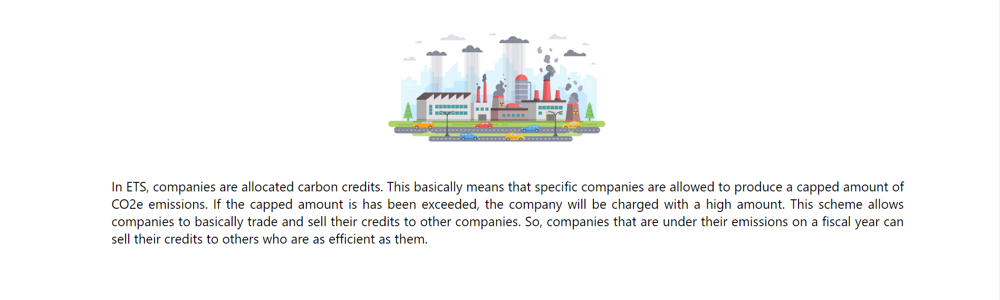 In ETS, companies are allocated carbon credits. This basically means that specific companies are allowed to produce a capped amount of
CO2e emissions. If the capped amount is has been exceeded, the company will be charged with a high amount. This scheme allows
companies to basically trade and sell their credits to other companies. So, companies that are under their emissions on a fiscal year can
sell their credits to others who are as efficient as them.